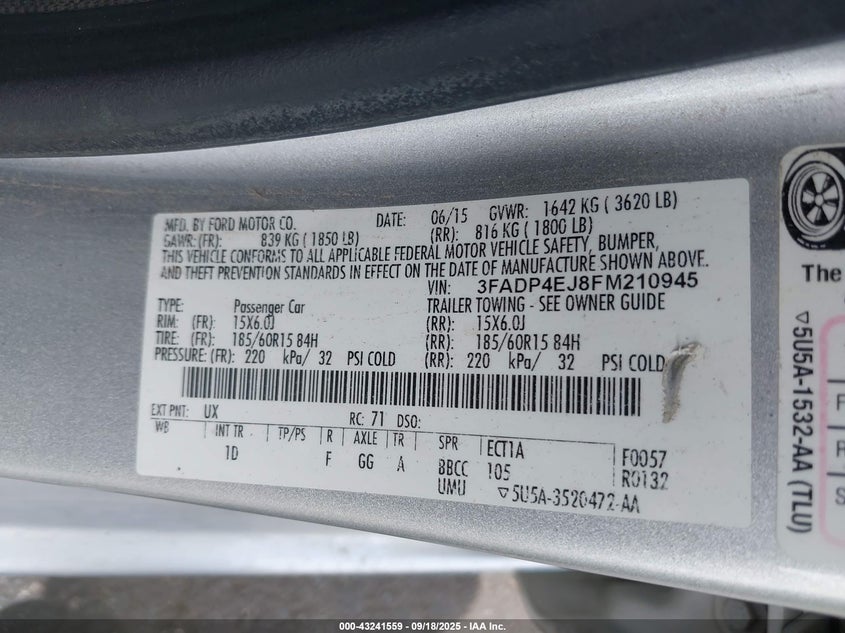 MFD. BY FORD MOTOR CO. DATE: 06/15 GVWR: 1642 KG ( 3620 LB)
GAWR: (FR): 839 KG ( 1850 LB) (RR): 816 KG ( 1800 LB)
THIS VEHICLE CONFORMS TO ALL APPLICABLE FEDERAL MOTOR VEHICLE SAFETY, BUMPER,
AND THEFT PREVENTION STANDARDS IN EFFECT ON THE DATE OF MANUFACTURE SHOWN ABOVE.
VIN: 3FADP4EJ8FM210945
TYPE: Passenger Car TRAILER TOWING - SEE OWNER GUIDE
RIM: (FR): 15X6.0J (RR): 15X6.0J
TIRE: (FR): 185/60R15 84H (RR): 185/60R15 84H
PRESSURE: (FR): 220 kPa/ 32 PSI COLD (RR): 220 kPa/ 32 PSI COLD
EXT PNT: UX RC: 71 DSO:
WB INT TR TP/PS R AXLE TR SPR ECT1A F0057
1D F GG A BBCC 105 R0132
UMU ▽5U5A-3520472-AA
The
▽5U5A-1532-AA (TLU)
F
R
S
000-43241559 - 09/18/2025 - IAA Inc.